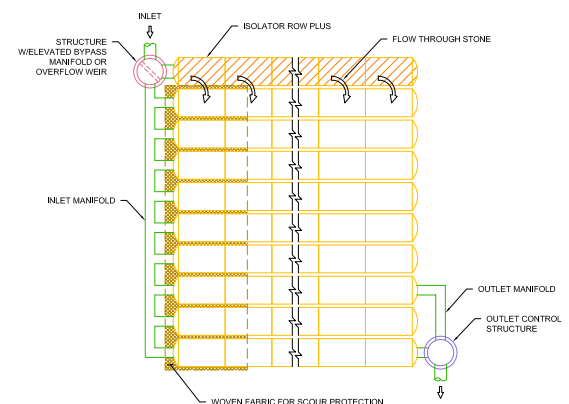 INLET
ISOLATOR ROW PLUS
STRUCTURE
W/ELEVATED BYPASS
MANIFOLD OR
OVERFLOW WEIR
FLOW THROUGH STONE
INLET MANIFOLD
OUTLET MANIFOLD
OUTLET CONTROL
STRUCTURE
WOVEN FABRIC FOR SCOUR PROTECTION